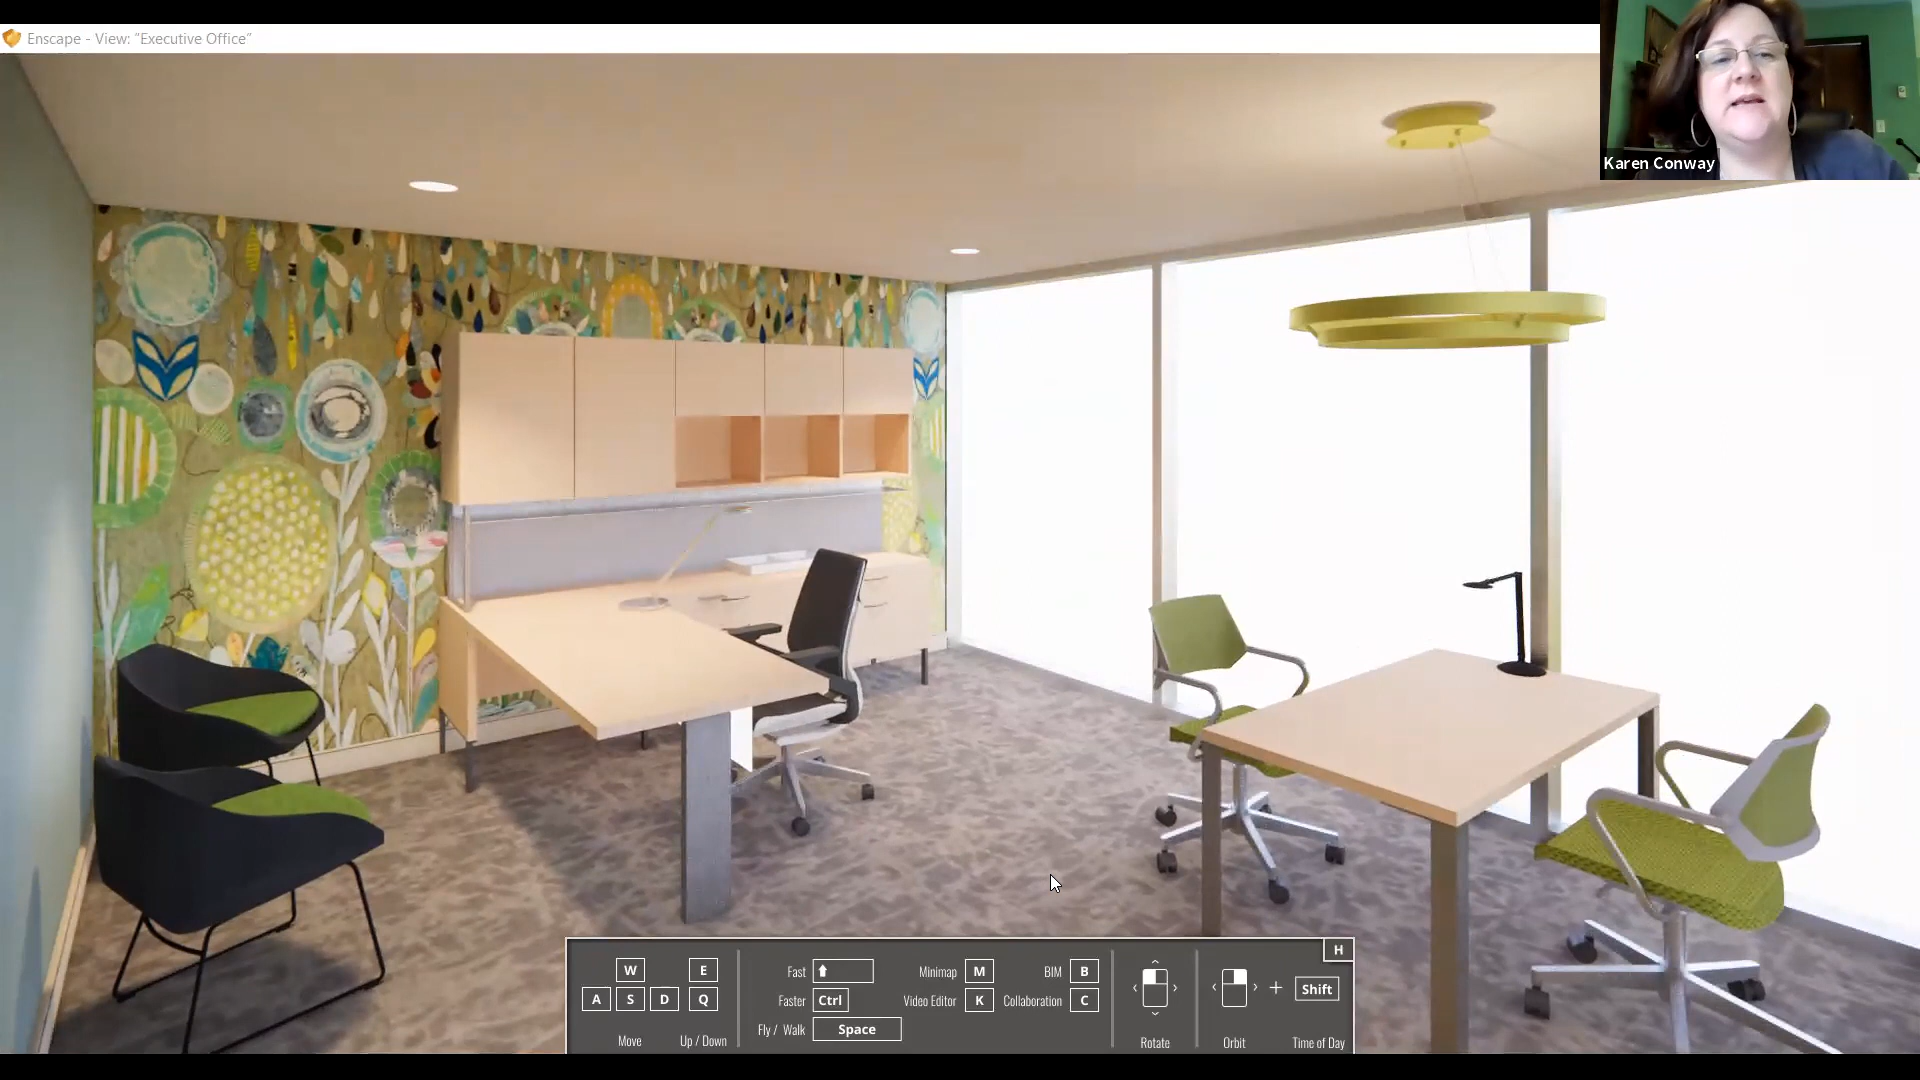 Enscape - View: “Executive Office”
Karen Conway
H
W E
Fast
Minimap M
BIM B
A S D Q
Faster Ctrl
Video Editor K
Collaboration C
+ Shift
Fly / Walk Space
Move
Up / Down
Rotate
Orbit
Time of Day